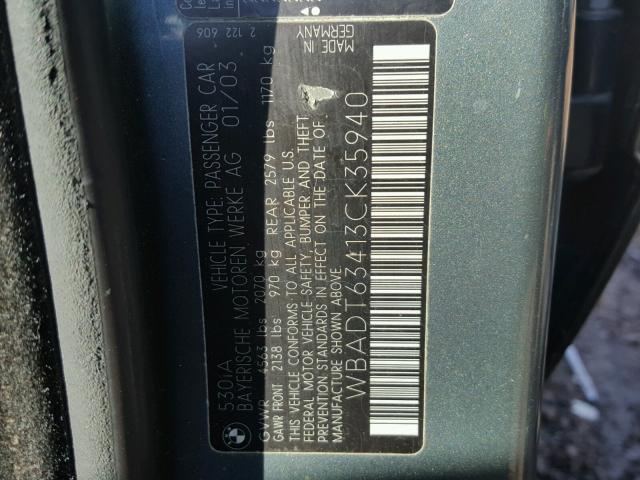 530iA VEHICLE TYPE: PASSENGER CAR 2 122 606
BAYERISCHE MOTOREN WERKE AG 01/03
GVWR 4563 lbs 2070 kg
GAWR FRONT 2138 lbs 970 kg REAR 2579 lbs 1170 kg
THIS VEHICLE CONFORMS TO ALL APPLICABLE U.S.
FEDERAL MOTOR VEHICLE SAFETY, BUMPER AND THEFT
PREVENTION STANDARDS IN EFFECT ON THE DATE OF
MANUFACTURE SHOWN ABOVE.
MADE IN
GERMANY
WBADT63413CK35940